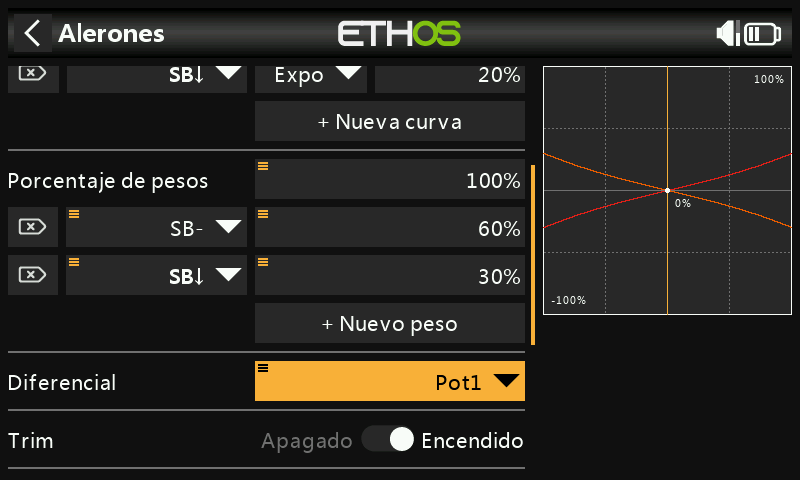 Alerones
ETHOS
SB↓ Expo 20%
+ Nueva curva
Porcentaje de pesos 100%
SB- 60%
SB↓ 30%
+ Nuevo peso
Diferencial Pot1
Trim Apagado Encendido
100%
0%
-100%